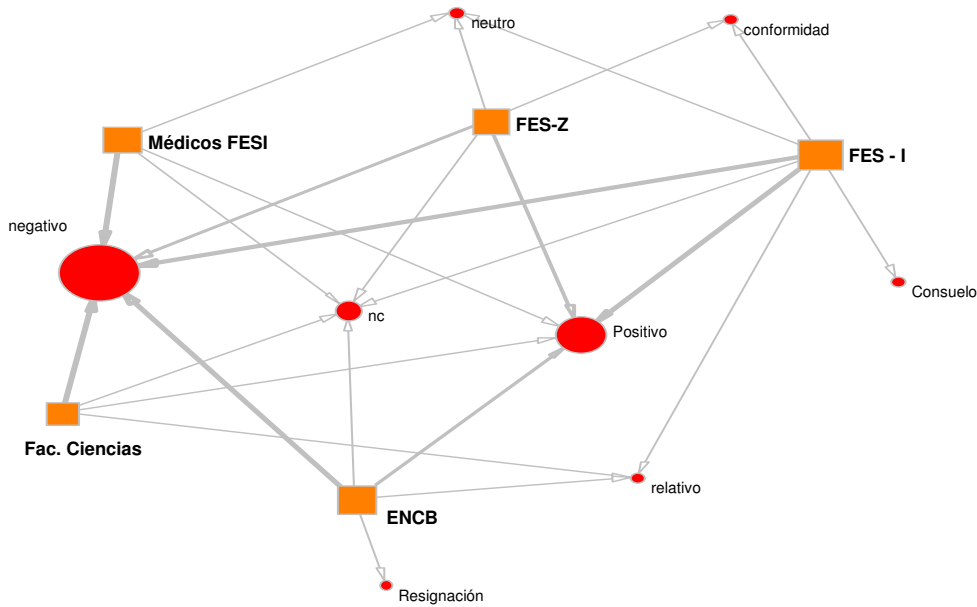 neutro
conformidad
Médicos FESI
FES-Z
FES - I
negativo
Consuelo
nc
Positivo
Fac. Ciencias
relativo
ENCB
Resignación